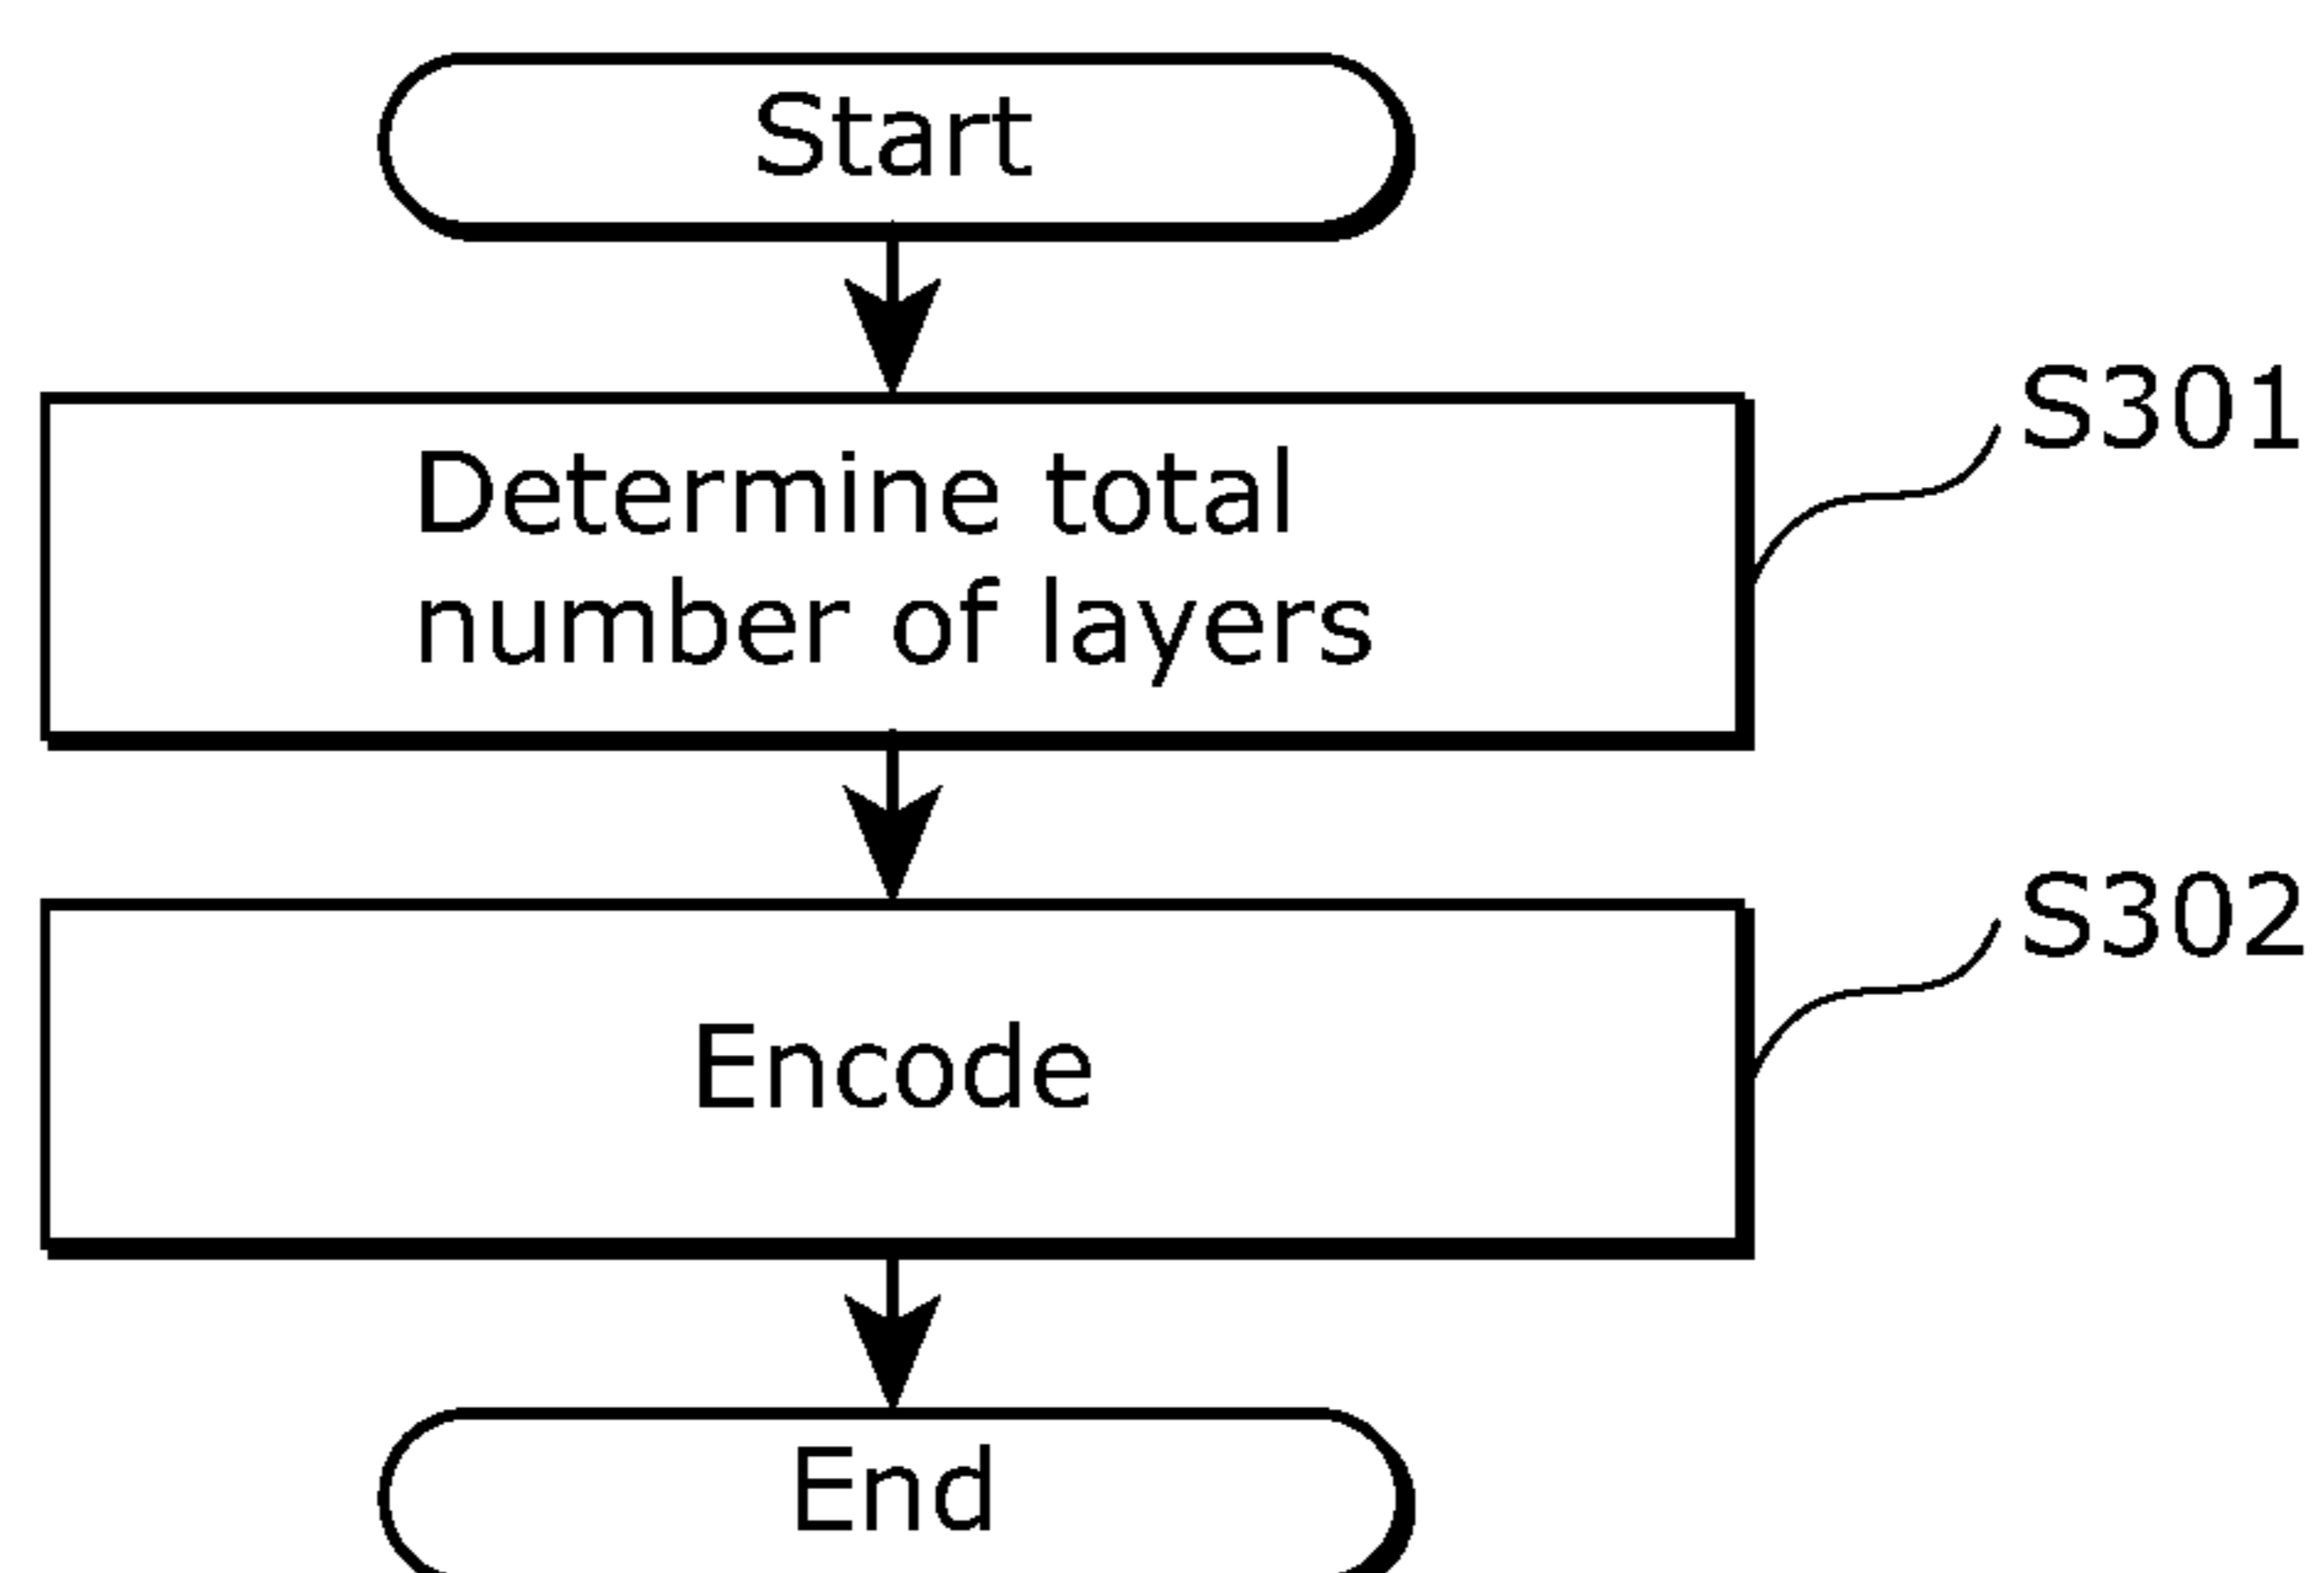 Start
S301
Determine total
number of layers
S302
Encode
End